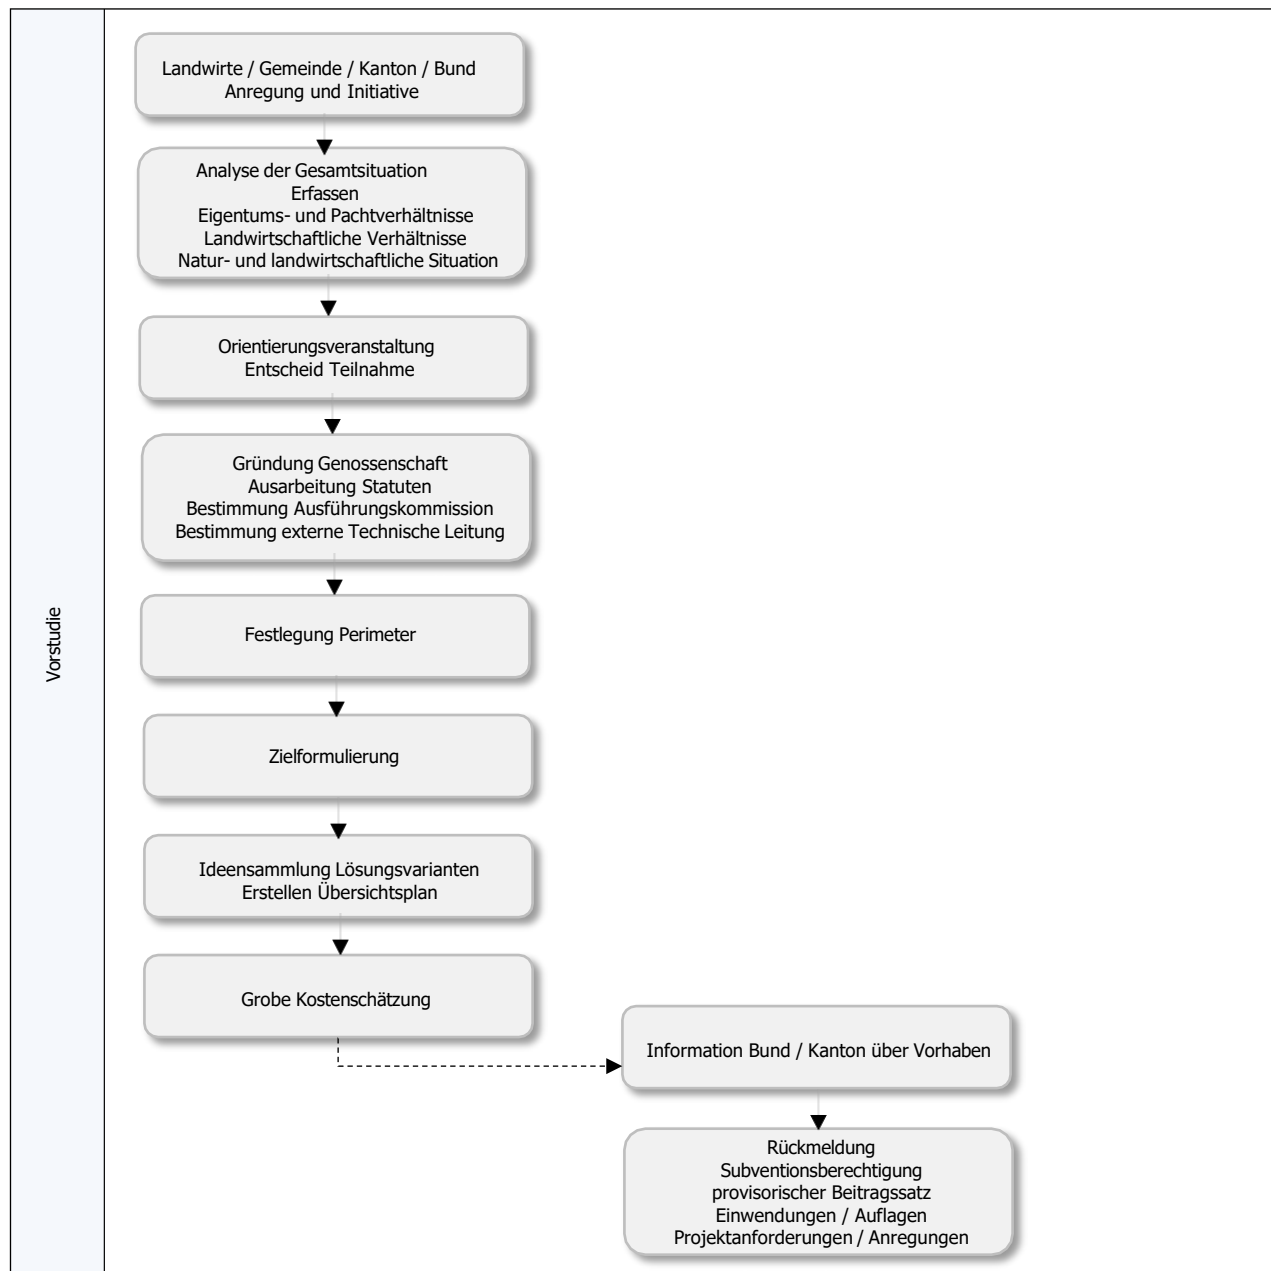 Vorstudie
Landwirte / Gemeinde / Kanton / Bund
Anregung und Initiative
Analyse der Gesamtsituation
Erfassen
Eigentums- und Pachtverhältnisse
Landwirtschaftliche Verhältnisse
Natur- und landwirtschaftliche Situation
Orientierungsveranstaltung
Entscheid Teilnahme
Gründung Genossenschaft
Ausarbeitung Statuten
Bestimmung Ausführungskommission
Bestimmung externe Technische Leitung
Festlegung Perimeter
Zielformulierung
Ideensammlung Lösungsvarianten
Erstellen Übersichtsplan
Grobe Kostenschätzung
Information Bund / Kanton über Vorhaben
Rückmeldung
Subventionsberechtigung
provisorischer Beitragssatz
Einwendungen / Auflagen
Projektanforderungen / Anregungen